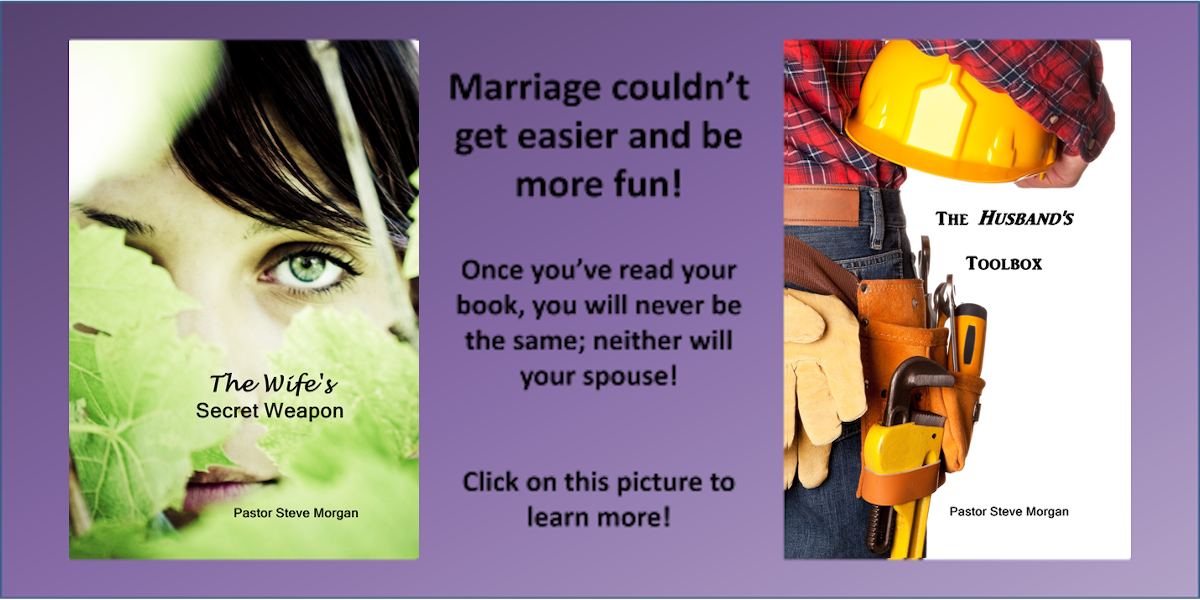 The Wife's
Secret Weapon
Pastor Steve Morgan
Marriage couldn't
get easier and be
more fun!
Once you've read your
book, you will never be
the same; neither will
your spouse!
Click on this picture to
learn more!
The Husband's
Toolbox
Pastor Steve Morgan